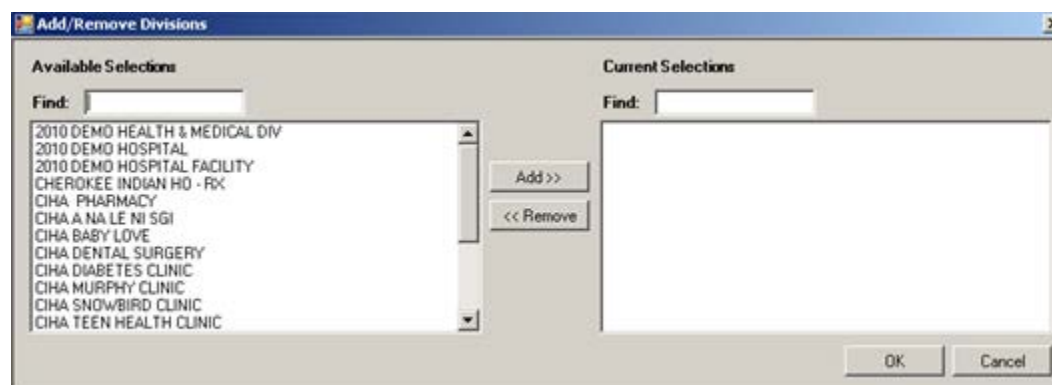 Add/Remove Divisions
Available Selections
Current Selections
Find:
Find:
2010 DEMO HEALTH & MEDICAL DIV
2010 DEMO HOSPITAL
2010 DEMO HOSPITAL FACILITY
CHEROKEE INDIAN HO - RX
CIHA  PHARMACY
CIHA A NA LE NI SGI
CIHA BABY LOVE
CIHA DENTAL SURGERY
CIHA DIABETES CLINIC
CIHA MURPHY CLINIC
CIHA SNOWBIRD CLINIC
CIHA TEEN HEALTH CLINIC
Add >>
<< Remove
OK
Cancel